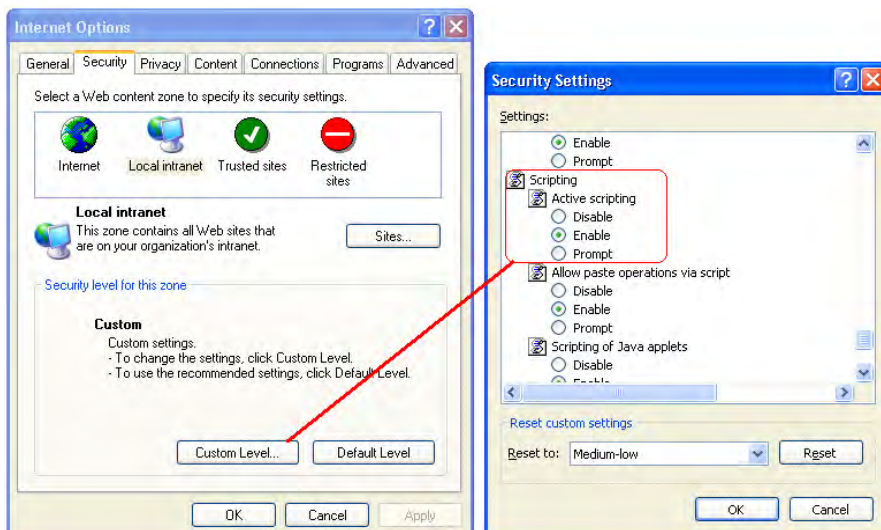 Internet Options
General Security Privacy Content Connections Programs Advanced
Select a Web content zone to specify its security settings.
Internet Local intranet Trusted sites Restricted sites
Local intranet
This zone contains all Web sites that
are on your organization's intranet.
Sites...
Security level for this zone
Custom
Custom settings.
- To change the settings, click Custom Level.
- To use the recommended settings, click Default Level.
Custom Level... Default Level
OK Cancel Apply
Security Settings
Settings:
Enable
Prompt
Scripting
Active scripting
Disable
Enable
Prompt
Allow paste operations via script
Disable
Enable
Prompt
Scripting of Java applets
Disable
Enable
Reset custom settings
Reset to: Medium-low Reset
OK Cancel